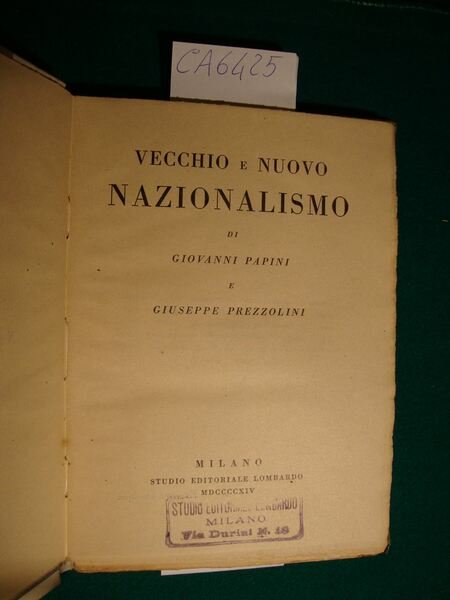 CA6425
VECCHIO E NUOVO
NAZIONALISMO
DI
GIOVANNI PAPINI
E
GIUSEPPE PREZZOLINI
MILANO
STUDIO EDITORIALE LOMBARDO
MDCCCCXIV
STUDIO EDITORIALE LOMBARDO
MILANO
Via Durini N. 18